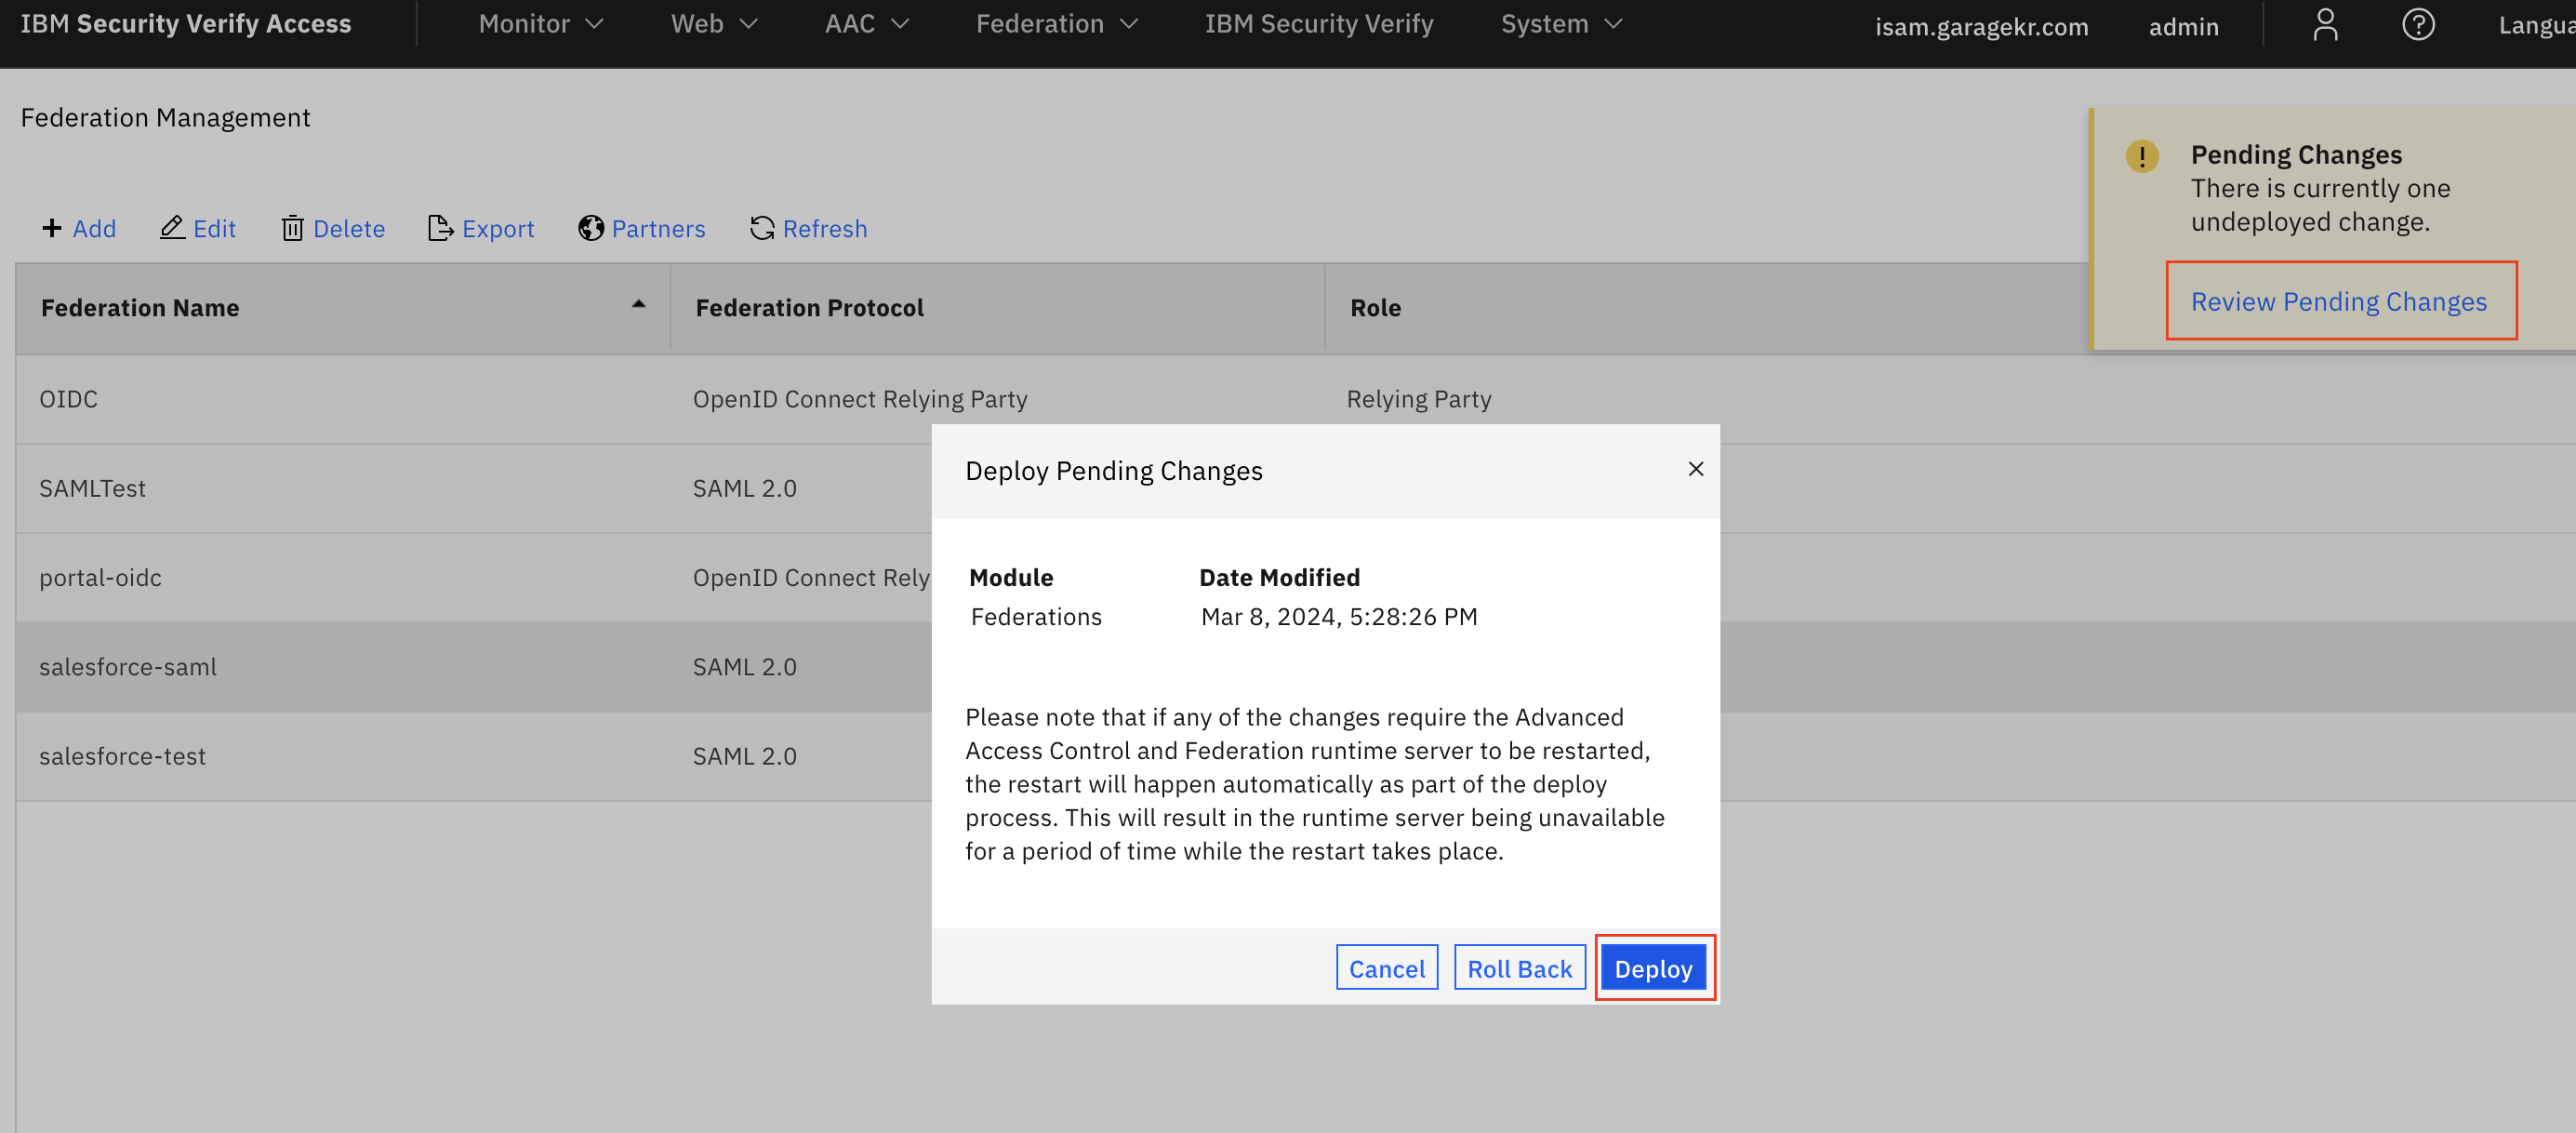 IBM Security Verify Access
Monitor
Web
AAC
Federation
IBM Security Verify
System
isam.garagekr.com
admin
Federation Management
Pending Changes
There is currently one
undeployed change.
Review Pending Changes
Add
Edit
Delete
Export
Partners
Refresh
Federation Name
Federation Protocol
Role
OIDC
OpenID Connect Relying Party
Relying Party
SAMLTest
SAML 2.0
portal-oidc
OpenID Connect Rely
salesforce-saml
SAML 2.0
salesforce-test
SAML 2.0
Deploy Pending Changes
Module
Date Modified
Federations
Mar 8, 2024, 5:28:26 PM
Please note that if any of the changes require the Advanced
Access Control and Federation runtime server to be restarted,
the restart will happen automatically as part of the deploy
process. This will result in the runtime server being unavailable
for a period of time while the restart takes place.
Cancel
Roll Back
Deploy